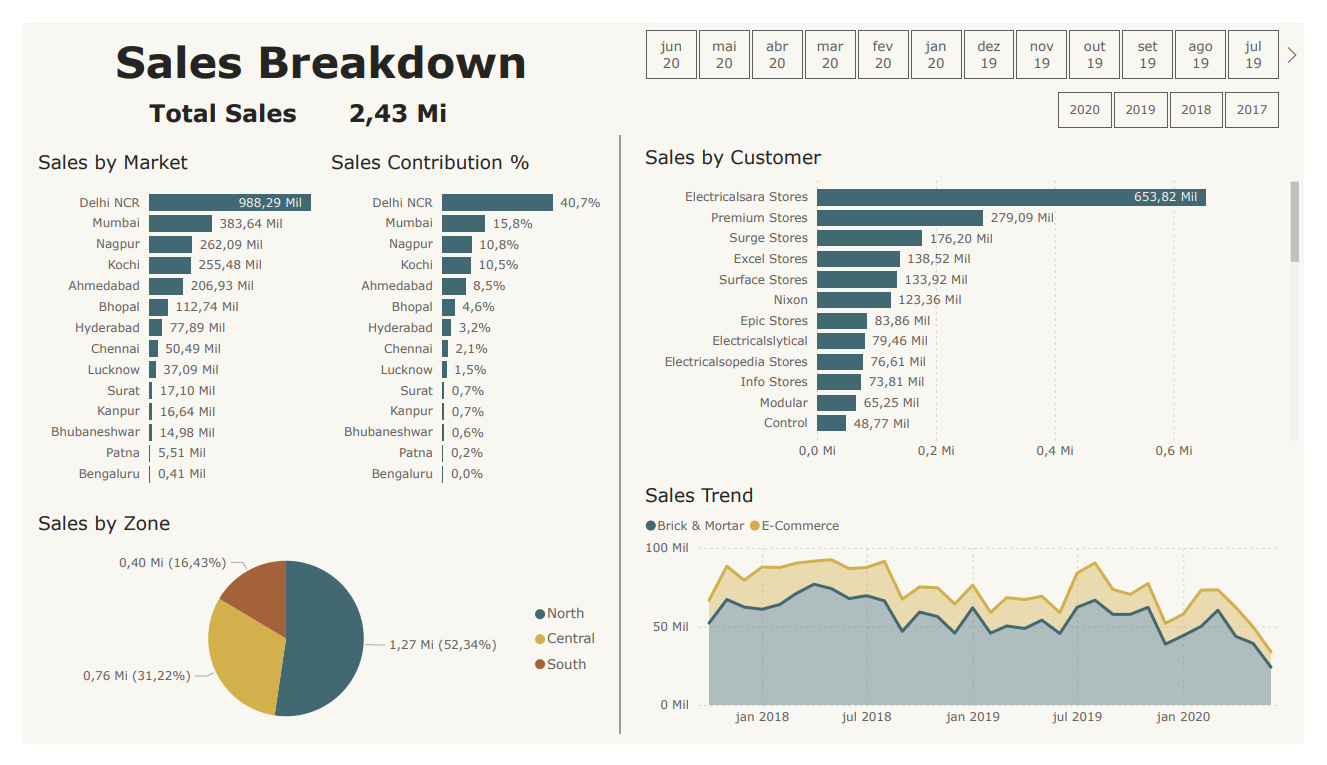 Sales Breakdown
Total Sales 2,43 Mi
jun 20
mai 20
abr 20
mar 20
fev 20
jan 20
dez 19
nov 19
out 19
set 19
ago 19
jul 19
2020 2019 2018 2017
Sales by Market
Delhi NCR 988,29 Mil
Mumbai 383,64 Mil
Nagpur 262,09 Mil
Kochi 255,48 Mil
Ahmedabad 206,93 Mil
Bhopal 112,74 Mil
Hyderabad 77,89 Mil
Chennai 50,49 Mil
Lucknow 37,09 Mil
Surat 17,10 Mil
Kanpur 16,64 Mil
Bhubaneshwar 14,98 Mil
Patna 5,51 Mil
Bengaluru 0,41 Mil
Sales Contribution %
Delhi NCR 40,7%
Mumbai 15,8%
Nagpur 10,8%
Kochi 10,5%
Ahmedabad 8,5%
Bhopal 4,6%
Hyderabad 3,2%
Chennai 2,1%
Lucknow 1,5%
Surat 0,7%
Kanpur 0,7%
Bhubaneshwar 0,6%
Patna 0,2%
Bengaluru 0,0%
Sales by Zone
0,40 Mi (16,43%)
1,27 Mi (52,34%)
0,76 Mi (31,22%)
North
Central
South
Sales by Customer
Electricalsara Stores 653,82 Mil
Premium Stores 279,09 Mil
Surge Stores 176,20 Mil
Excel Stores 138,52 Mil
Surface Stores 133,92 Mil
Nixon 123,36 Mil
Epic Stores 83,86 Mil
Electricalslytical 79,46 Mil
Electricalsopedia Stores 76,61 Mil
Info Stores 73,81 Mil
Modular 65,25 Mil
Control 48,77 Mil
0,0 Mi 0,2 Mi 0,4 Mi 0,6 Mi
Sales Trend
Brick & Mortar E-Commerce
100 Mil
50 Mil
0 Mil
jan 2018 jul 2018 jan 2019 jul 2019 jan 2020